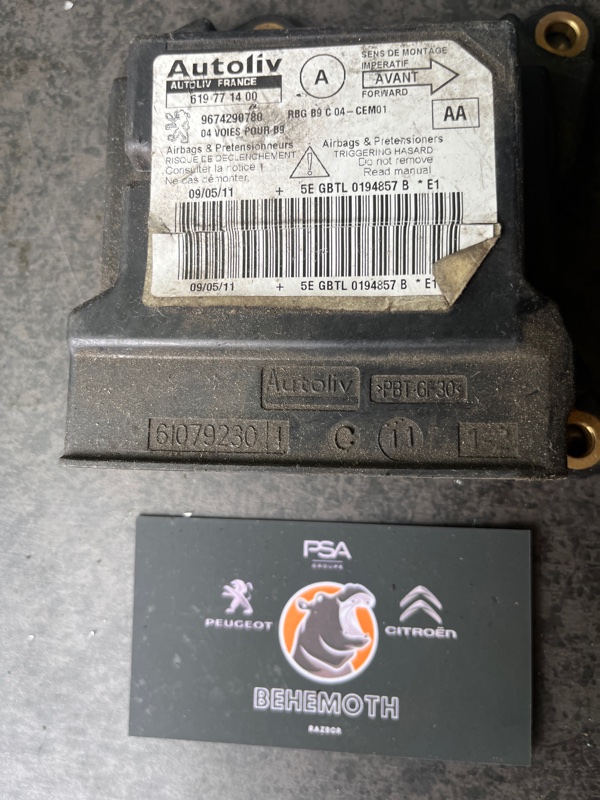 Autoliv
AUTOLIV FRANCE
619 77 14 00
A
SENS DE MONTAGE
IMPERATIF
AVANT
FORWARD
9674290780
RBG B9 C 04-CEM01
04 VOIES POUR B9
AA
Airbags & Pretensionneurs
RISQUE DE DECLENCHEMENT
Consulter la notice !
Ne cas démonter.
Airbags & Pretensioners
TRIGGERING HASARD
Do not remove
Read manual
09/05/11 + 5E GBTL 0194857 B * E1
09/05/11 + 5E GBTL 0194857 B * E1
Autoliv
>PBT-GF30<
61079230 I
C
11
PSA
GROUPE
PEUGEOT
CITROËN
BEHEMOTH
RAZBOR